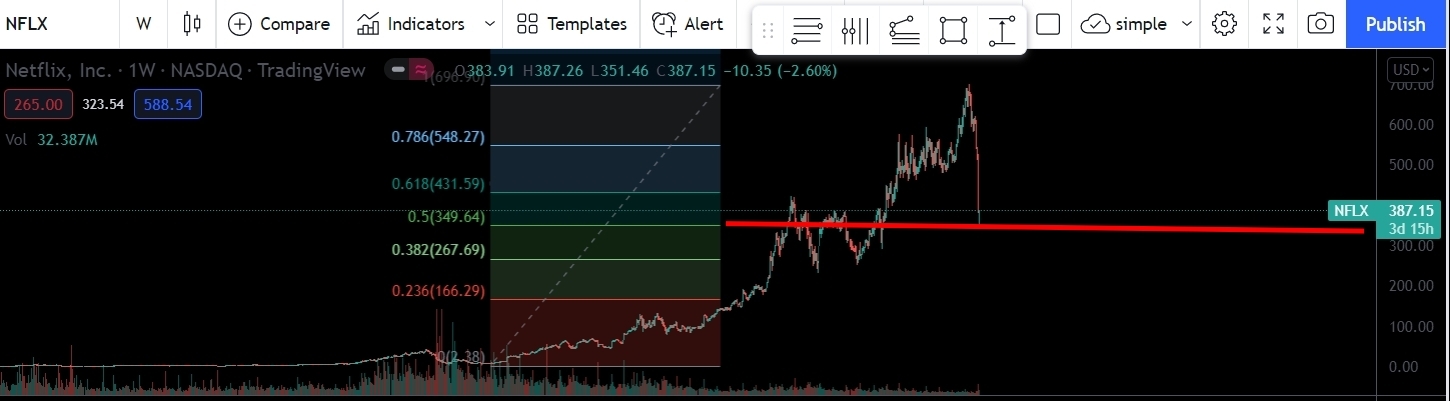 NFLX W Compare Indicators Templates Alert simple Publish
Netflix, Inc. · 1W · NASDAQ · TradingView O383.91 H387.26 L351.46 C387.15 −10.35 (−2.60%) USD
1(696.90)
700.00
265.00 323.54 588.54
600.00
Vol 32.387M
0.786(548.27)
500.00
0.618(431.59)
0.5(349.64)
NFLX 387.15
3d 15h
0.382(267.69)
300.00
0.236(166.29)
200.00
100.00
0(2.38)
0.00